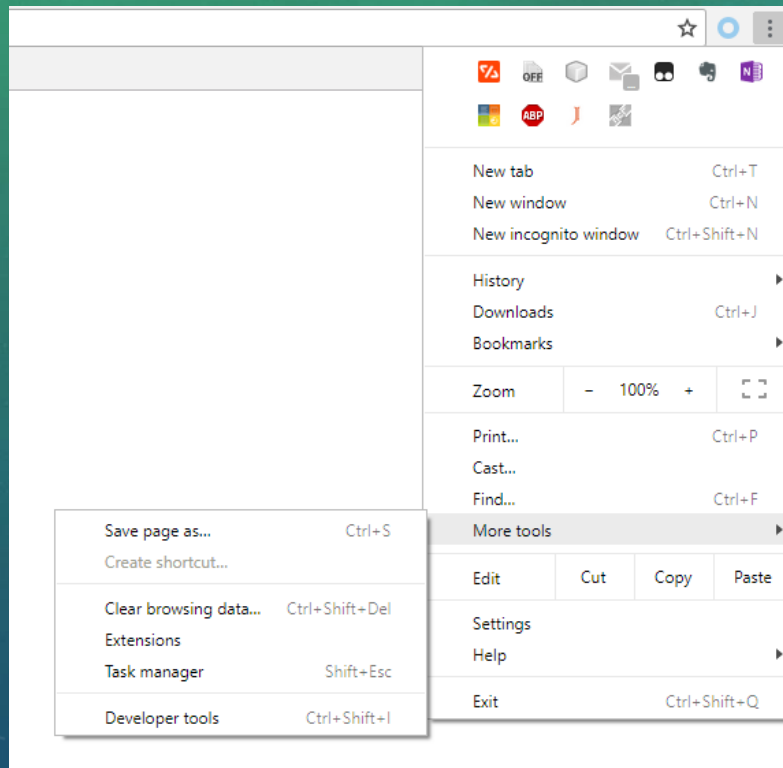 OFF
N
ABP
J
New tab Ctrl+T
New window Ctrl+N
New incognito window Ctrl+Shift+N
History
Downloads Ctrl+J
Bookmarks
Zoom − 100% +
Print... Ctrl+P
Cast...
Find... Ctrl+F
More tools
Edit Cut Copy Paste
Settings
Help
Exit Ctrl+Shift+Q
Save page as... Ctrl+S
Create shortcut...
Clear browsing data... Ctrl+Shift+Del
Extensions
Task manager Shift+Esc
Developer tools Ctrl+Shift+I